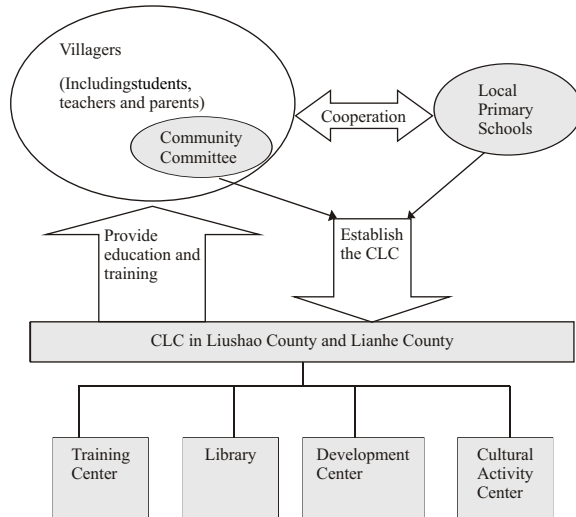 Villagers
(Includingstudents,
teachers and parents)
Community
Committee
Cooperation
Local
Primary
Schools
Provide
education and
training
Establish
the CLC
CLC in Liushao County and Lianhe County
Training
Center
Library
Development
Center
Cultural
Activity
Center